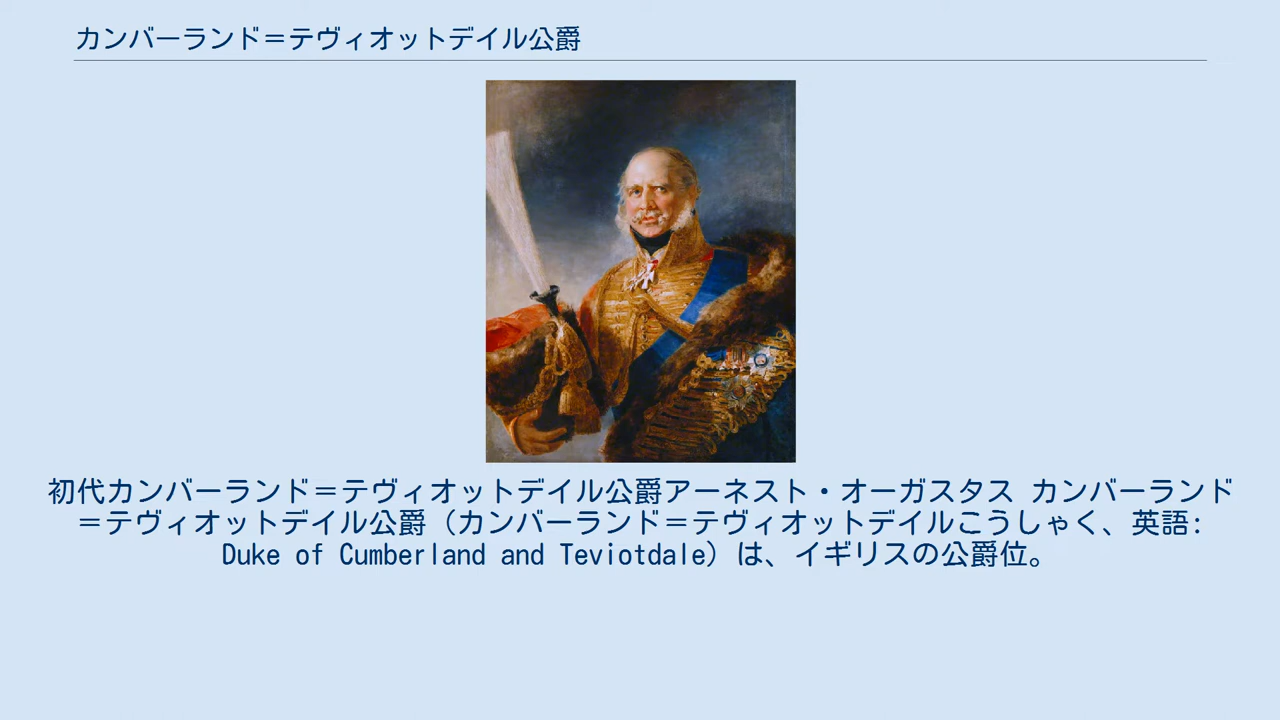 カンバーランド＝テヴィオットデイル公爵
初代カンバーランド＝テヴィオットデイル公爵アーネスト・オーガスタス カンバーランド
＝テヴィオットデイル公爵（カンバーランド＝テヴィオットデイルこうしゃく、英語:
Duke of Cumberland and Teviotdale）は、イギリスの公爵位。